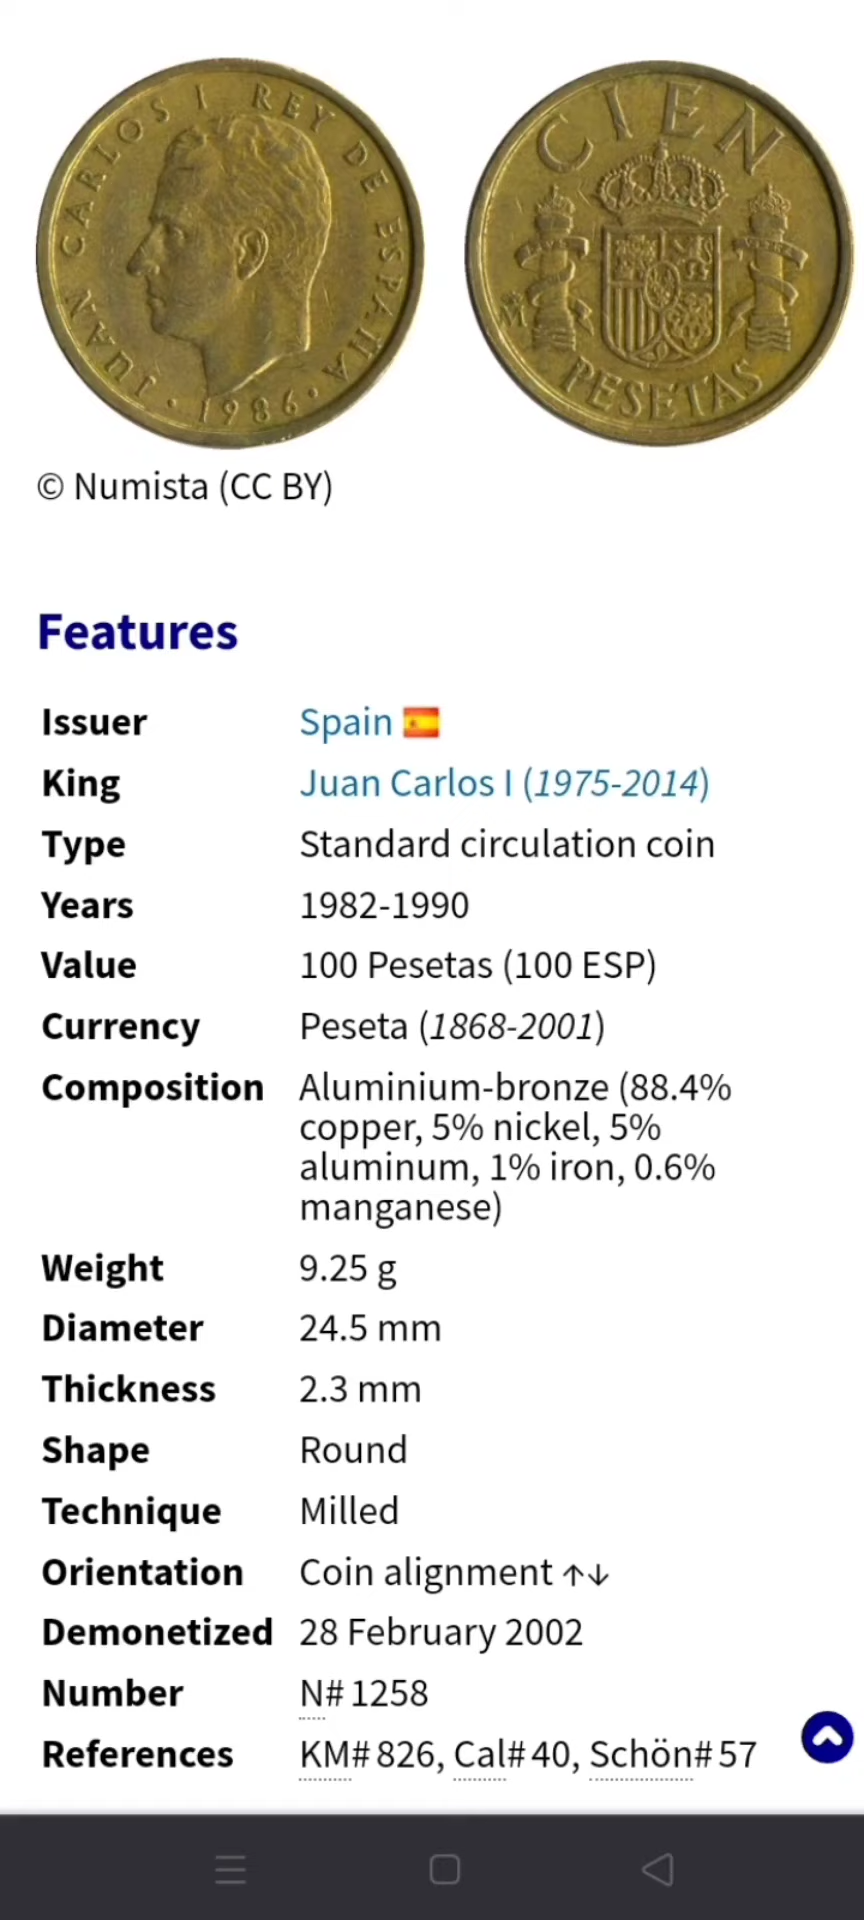 JUAN CARLOS I REY DE ESPAÑA
· 1986 ·
CIEN
M
PESETAS
© Numista (CC BY)
Features
Issuer Spain
King Juan Carlos I (1975-2014)
Type Standard circulation coin
Years 1982-1990
Value 100 Pesetas (100 ESP)
Currency Peseta (1868-2001)
Composition Aluminium-bronze (88.4%
copper, 5% nickel, 5%
aluminum, 1% iron, 0.6%
manganese)
Weight 9.25 g
Diameter 24.5 mm
Thickness 2.3 mm
Shape Round
Technique Milled
Orientation Coin alignment ↑↓
Demonetized 28 February 2002
Number N# 1258
References KM# 826, Cal# 40, Schön# 57